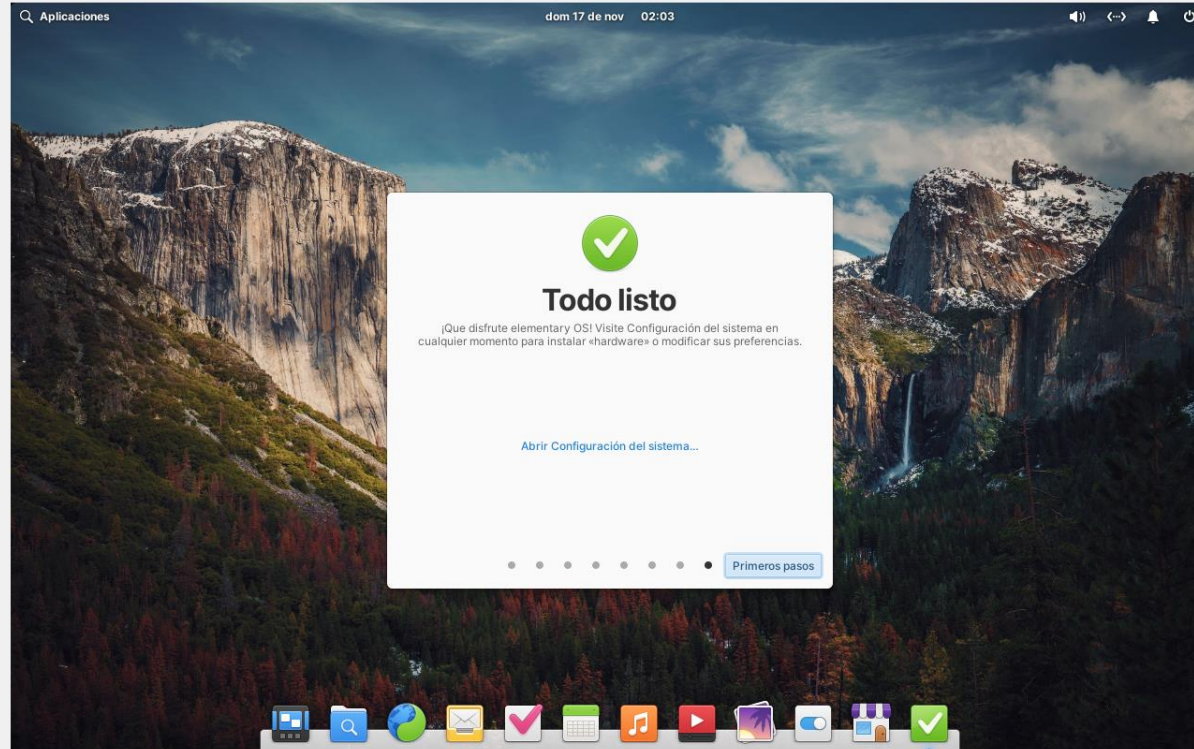 Aplicaciones
dom 17 de nov 02:03
Todo listo
¡Que disfrute elementary OS! Visite Configuración del sistema en
cualquier momento para instalar «hardware» o modificar sus preferencias.
Abrir Configuración del sistema...
Primeros pasos